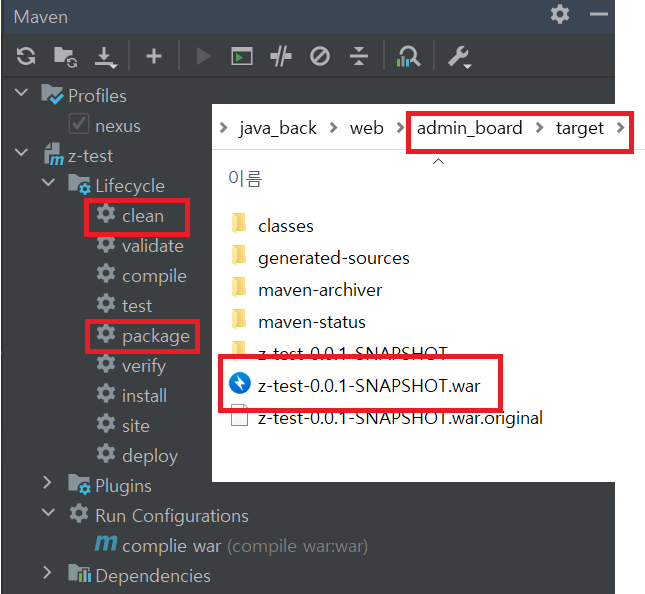 Maven
Profiles
nexus
z-test
Lifecycle
clean
validate
compile
test
package
verify
install
site
deploy
Plugins
Run Configurations
complie war (compile war:war)
Dependencies
java_back > web > admin_board > target >
이름
classes
generated-sources
maven-archiver
maven-status
z-test-0.0.1-SNAPSHOT
z-test-0.0.1-SNAPSHOT.war
z-test-0.0.1-SNAPSHOT.war.original